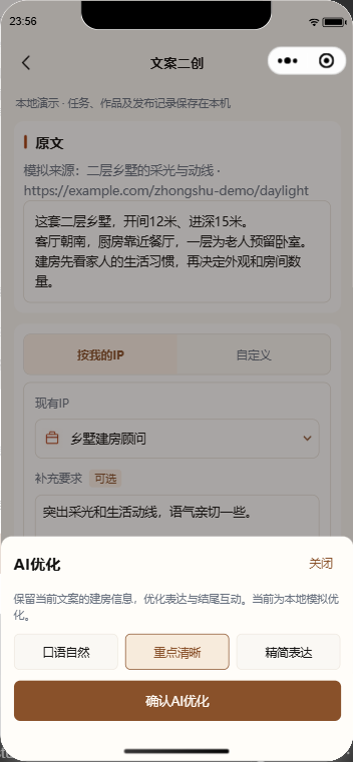 23:56
文案二创
本地演示 · 任务、作品及发布记录保存在本机
原文
模拟来源：二层乡墅的采光与动线 ·
https://example.com/zhongshu-demo/daylight
这套二层乡墅，开间12米、进深15米。
客厅朝南，厨房靠近餐厅，一层为老人预留卧室。
建房先看家人的生活习惯，再决定外观和房间数
量。
按我的IP
自定义
现有IP
乡墅建房顾问
补充要求 可选
突出采光和生活动线，语气亲切一些。
AI优化
关闭
保留当前文案的建房信息，优化表达与结尾互动。当前为本地模拟优
化。
口语自然
重点清晰
精简表达
确认AI优化